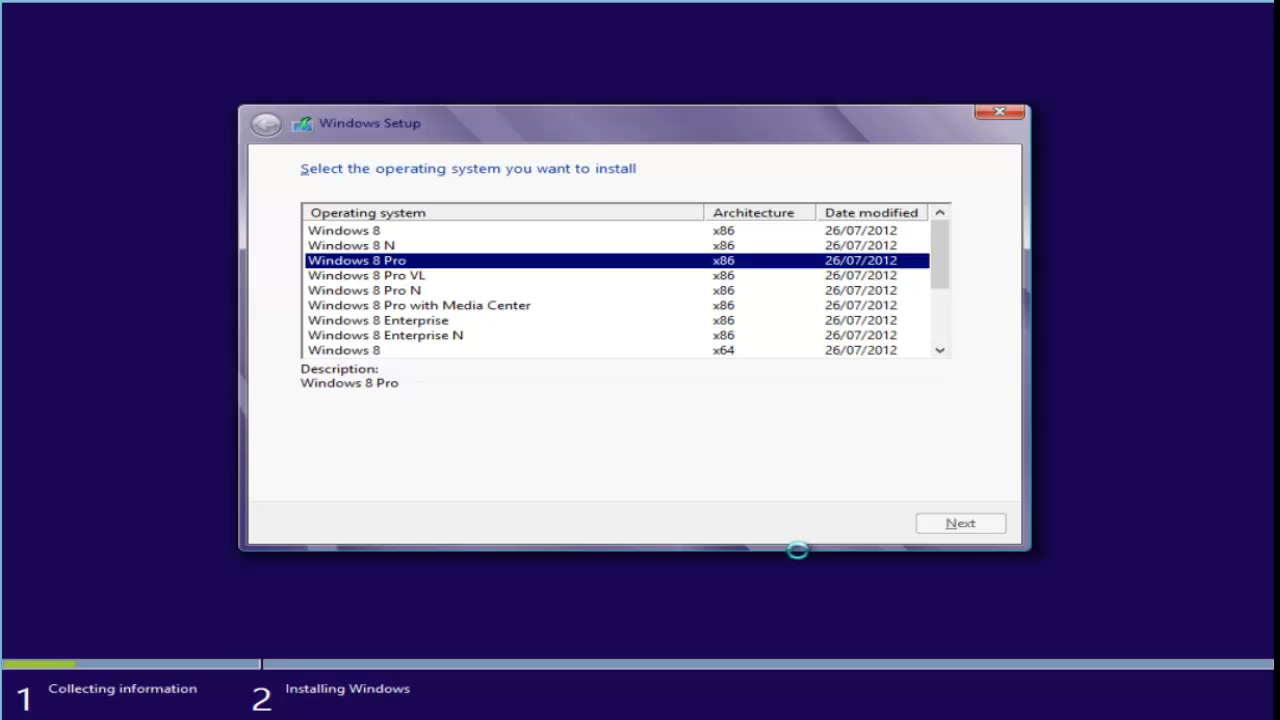 Windows Setup
Select the operating system you want to install
Operating system Architecture Date modified
Windows 8 x86 26/07/2012
Windows 8 N x86 26/07/2012
Windows 8 Pro x86 26/07/2012
Windows 8 Pro VL x86 26/07/2012
Windows 8 Pro N x86 26/07/2012
Windows 8 Pro with Media Center x86 26/07/2012
Windows 8 Enterprise x86 26/07/2012
Windows 8 Enterprise N x86 26/07/2012
Windows 8 x64 26/07/2012
Description:
Windows 8 Pro
Next
1 Collecting information 2 Installing Windows